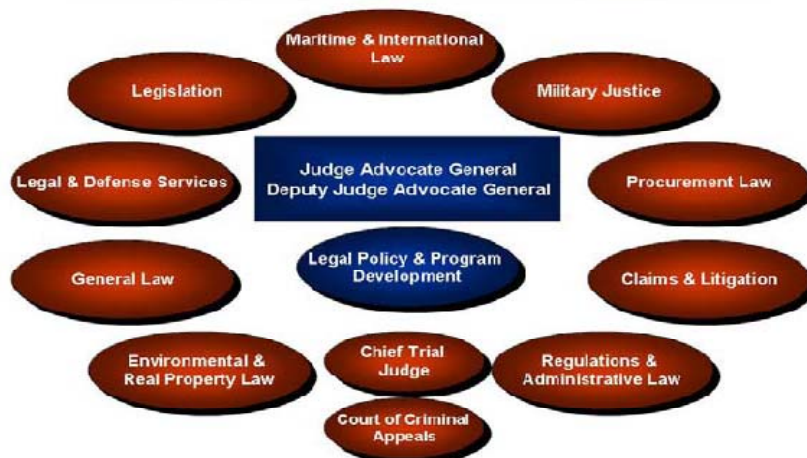 Maritime & International
Law
Legislation
Military Justice
Judge Advocate General
Deputy Judge Advocate General
Legal & Defense Services
Procurement Law
Legal Policy & Program
Development
General Law
Claims & Litigation
Environmental &
Real Property Law
Chief Trial
Judge
Regulations &
Administrative Law
Court of Criminal
Appeals